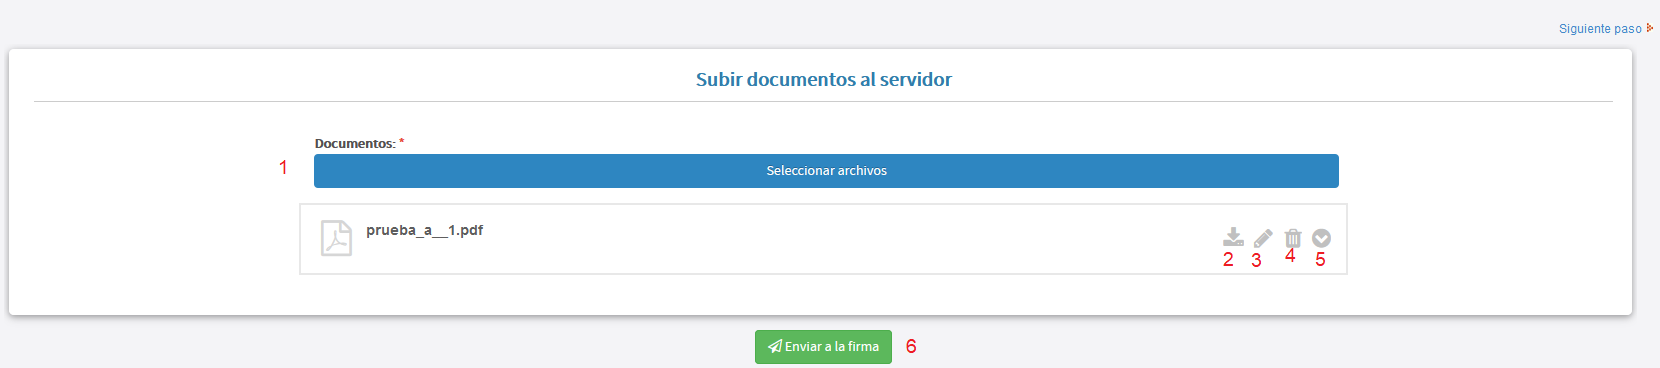 Siguiente paso
Subir documentos al servidor
Documentos: *
1
Seleccionar archivos
prueba_a__1.pdf
2 3 4 5
Enviar a la firma 6